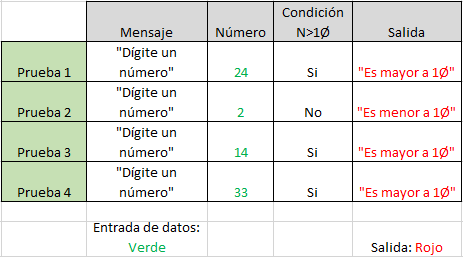 Mensaje Número Condición N>1Ø Salida
Prueba 1 "Dígite un número" 24 Si "Es mayor a 1Ø"
Prueba 2 "Dígite un número" 2 No "Es menor a 1Ø"
Prueba 3 "Dígite un número" 14 Si "Es mayor a 1Ø"
Prueba 4 "Dígite un número" 33 Si "Es mayor a 1Ø"
Entrada de datos: Verde Salida: Rojo